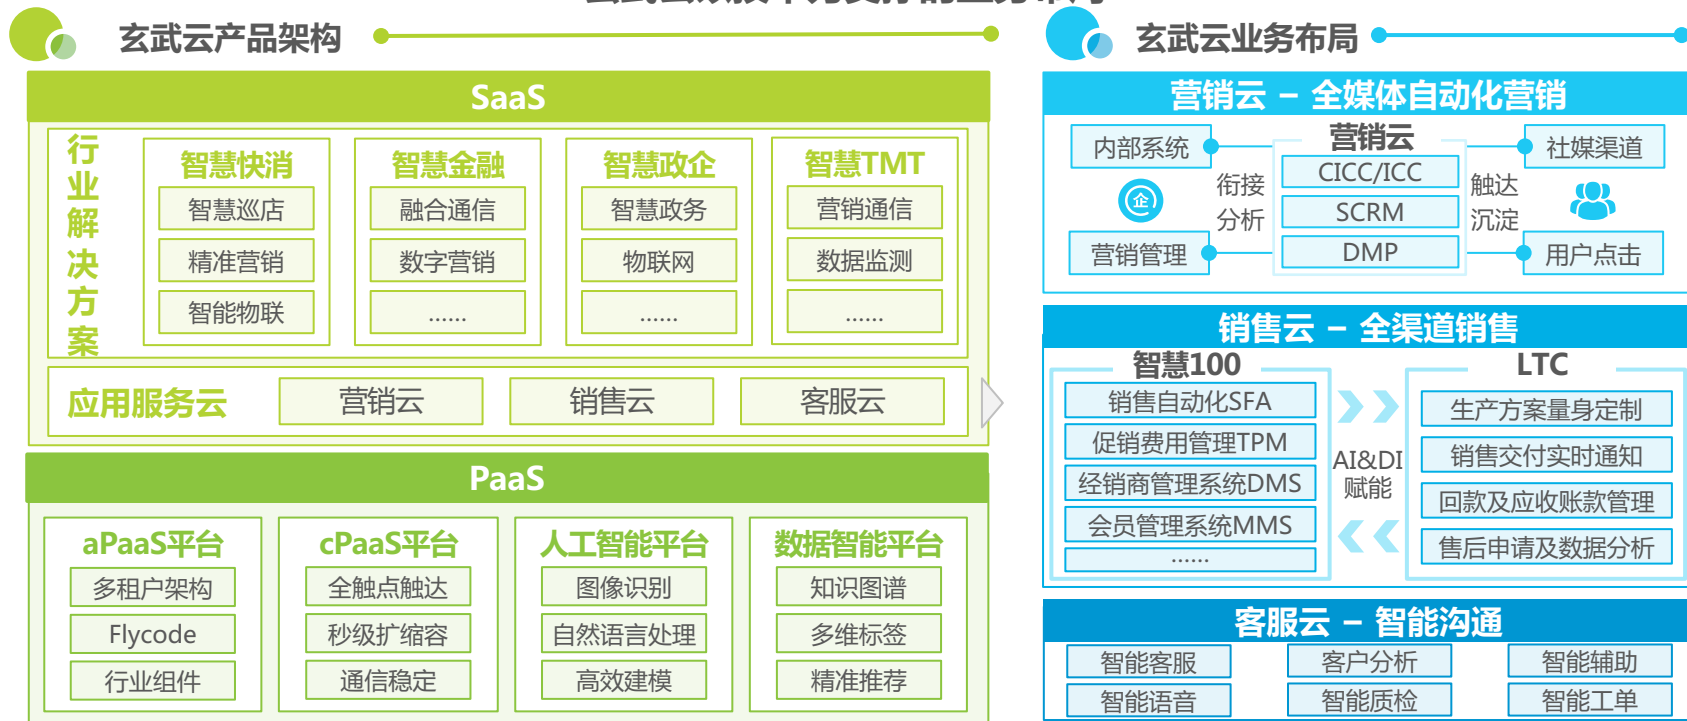 玄武云产品架构
SaaS
行业解决方案
智慧快消
智慧巡店
精准营销
智能物联
智慧金融
融合通信
数字营销
......
智慧政企
智慧政务
物联网
......
智慧TMT
营销通信
数据监测
......
应用服务云
营销云
销售云
客服云
PaaS
aPaaS平台
多租户架构
Flycode
行业组件
cPaaS平台
全触点触达
秒级扩缩容
通信稳定
人工智能平台
图像识别
自然语言处理
高效建模
数据智能平台
知识图谱
多维标签
精准推荐
玄武云业务布局
营销云 – 全媒体自动化营销
内部系统
企
营销管理
衔接
分析
营销云
CICC/ICC
SCRM
DMP
触达
沉淀
社媒渠道
用户点击
销售云 – 全渠道销售
智慧100
销售自动化SFA
促销费用管理TPM
经销商管理系统DMS
会员管理系统MMS
......
AI&DI
赋能
LTC
生产方案量身定制
销售交付实时通知
回款及应收账款管理
售后申请及数据分析
客服云 – 智能沟通
智能客服
客户分析
智能辅助
智能语音
智能质检
智能工单